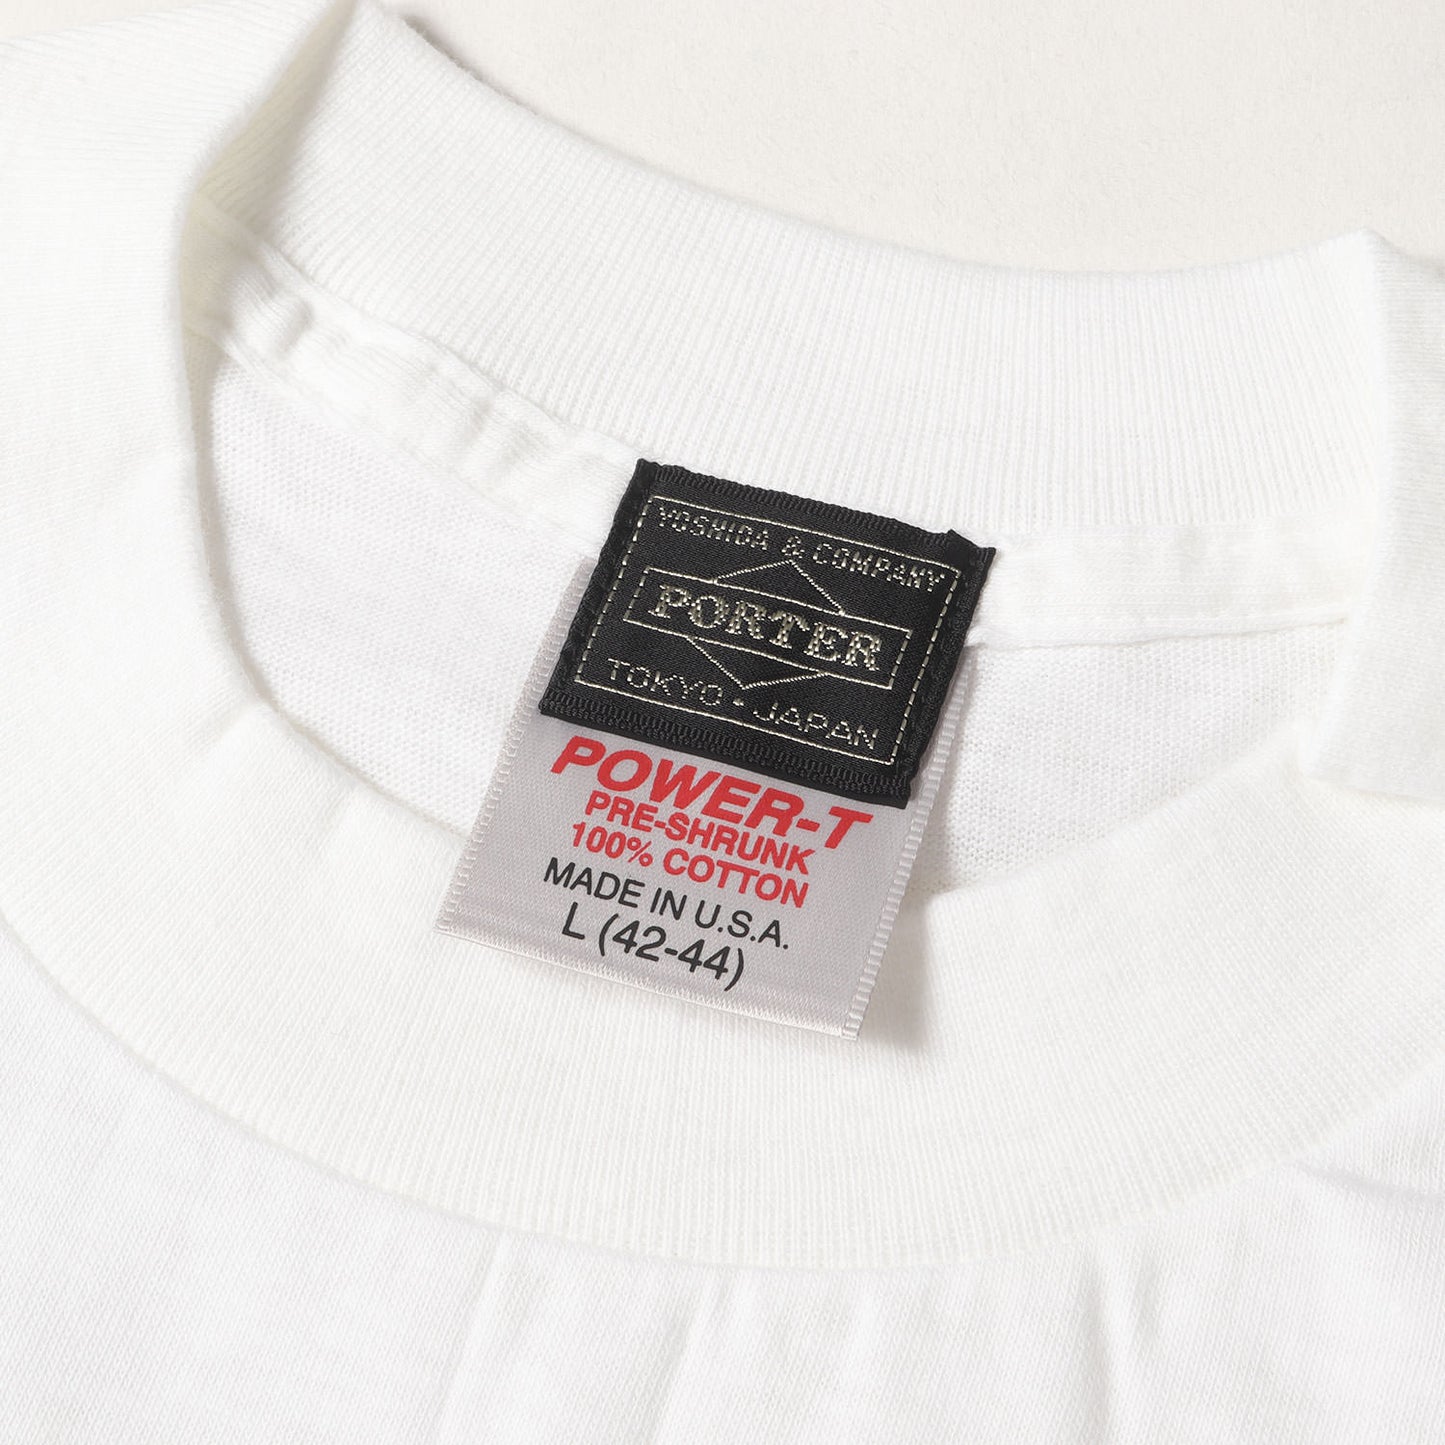 YOSHIDA & COMPANY
PORTER
TOKYO • JAPAN
POWER-T
PRE-SHRUNK
100% COTTON
MADE IN U.S.A.
L (42-44)